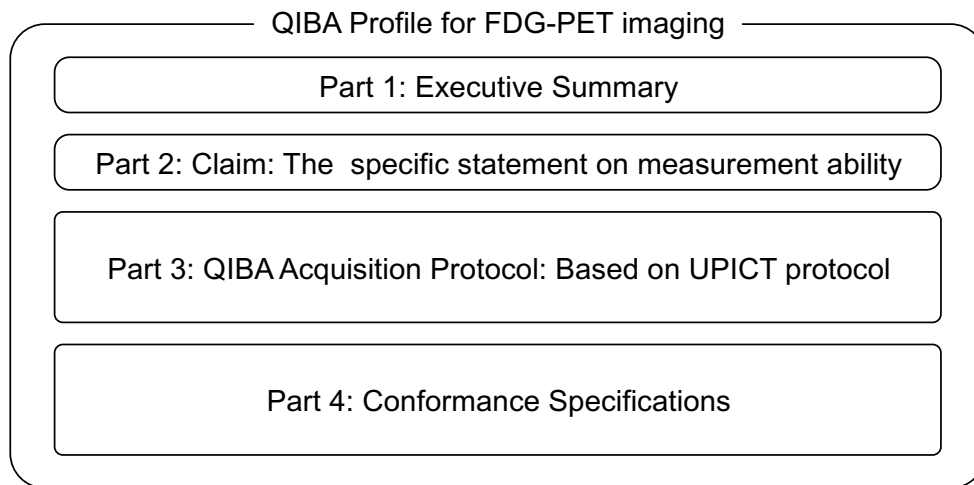 QIBA Profile for FDG-PET imaging
Part 1: Executive Summary
Part 2: Claim: The specific statement on measurement ability
Part 3: QIBA Acquisition Protocol: Based on UPICT protocol
Part 4: Conformance Specifications